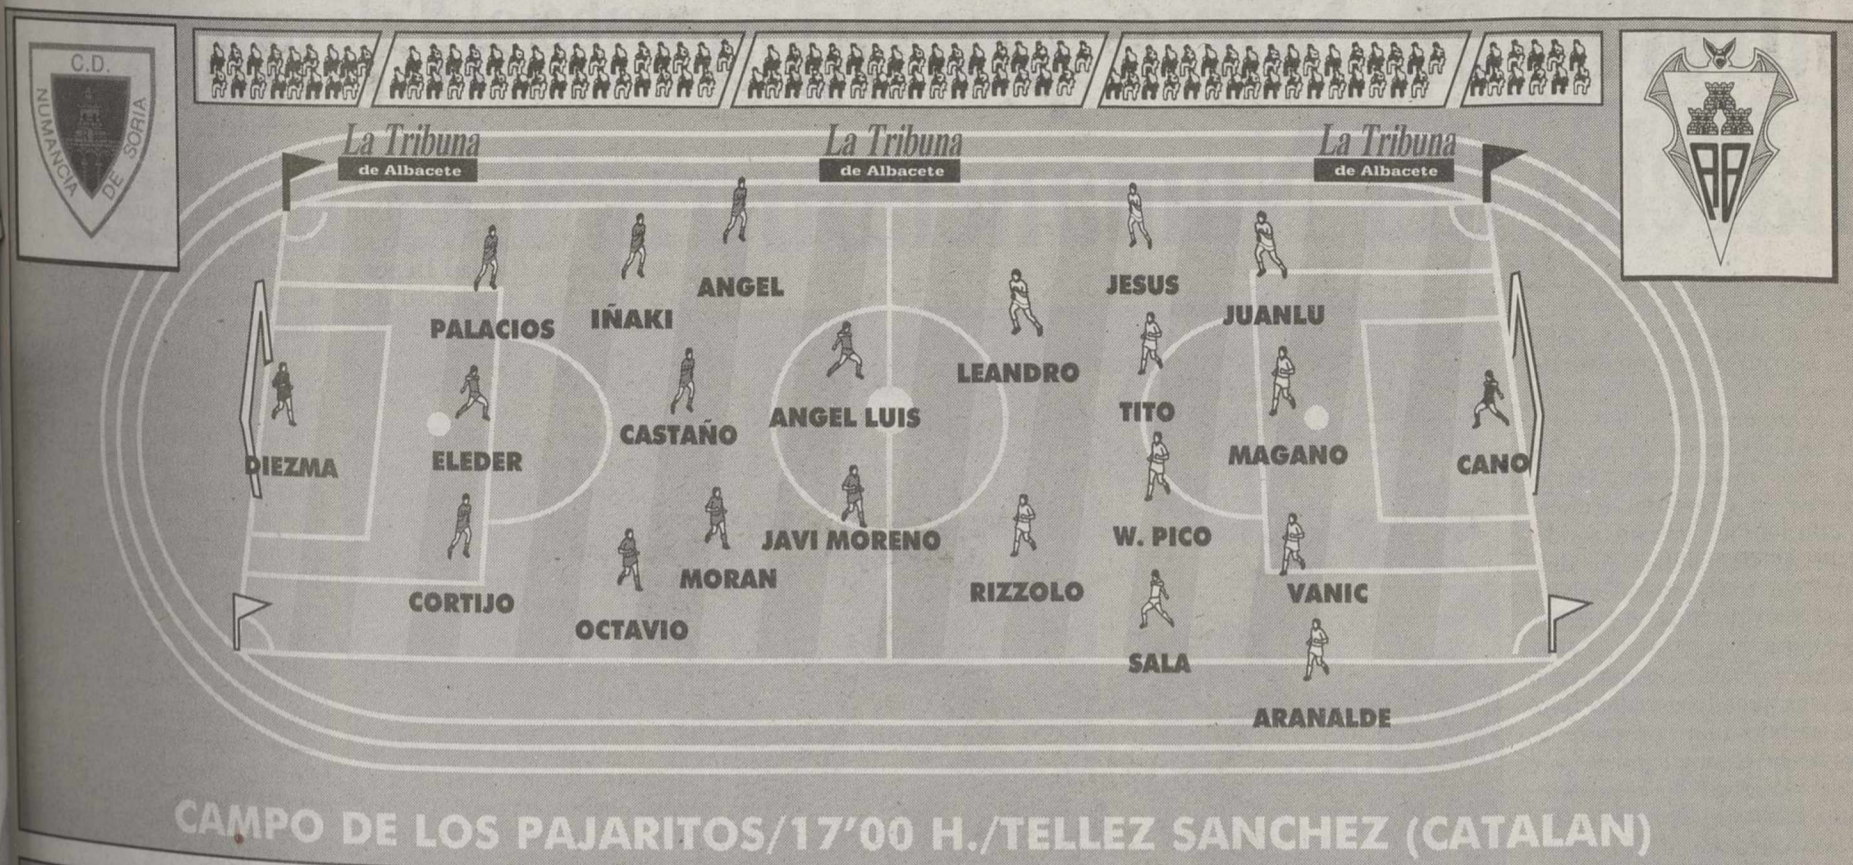 C.D.
NUMANCIA
DE SORIA
La Tribuna
de Albacete
La Tribuna
de Albacete
La Tribuna
de Albacete
AB
ANGEL
JESUS
PALACIOS
IÑAKI
JUANLU
LEANDRO
CASTAÑO
ANGEL LUIS
TITO
DIEZMA
ELEDER
MAGANO
CANO
JAVI MORENO
W. PICO
MORAN
RIZZOLO
VANIC
CORTIJO
OCTAVIO
SALA
ARANALDE
CAMPO DE LOS PAJARITOS/17'00 H./TELLEZ SANCHEZ (CATALAN)